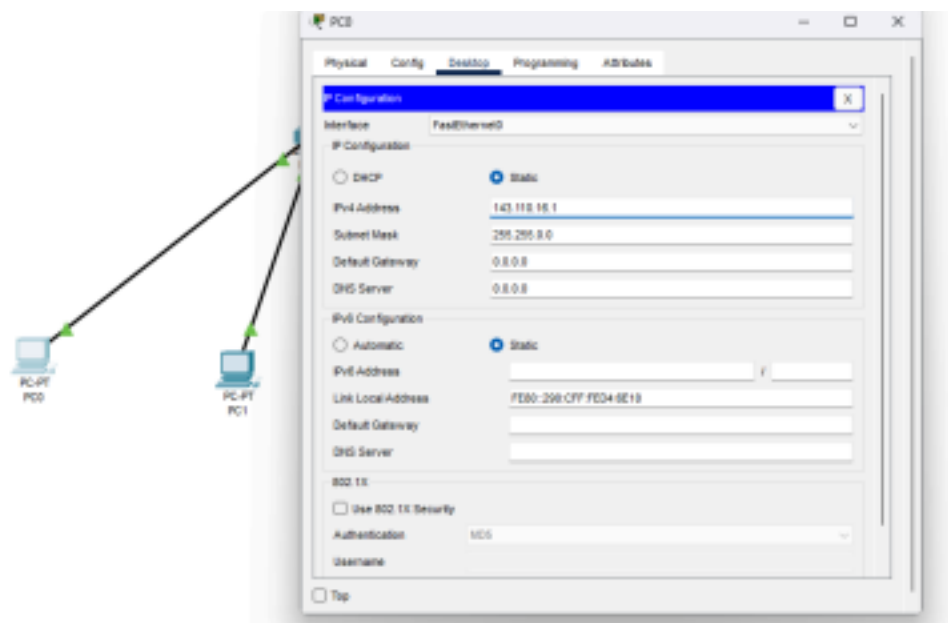 PC0
Physical Config Desktop Programming Attributes
IP Configuration X
Interface FastEthernet0
IP Configuration
DHCP Static
IPv4 Address 143.110.16.1
Subnet Mask 255.255.0.0
Default Gateway 0.0.0.0
DNS Server 0.0.0.0
IPv6 Configuration
Automatic Static
IPv6 Address /
Link Local Address
Default Gateway
DNS Server
802.1X
Use 802.1X Security
Authentication MD5
Username
Top
PC-PT
PC0
PC-PT
PC1